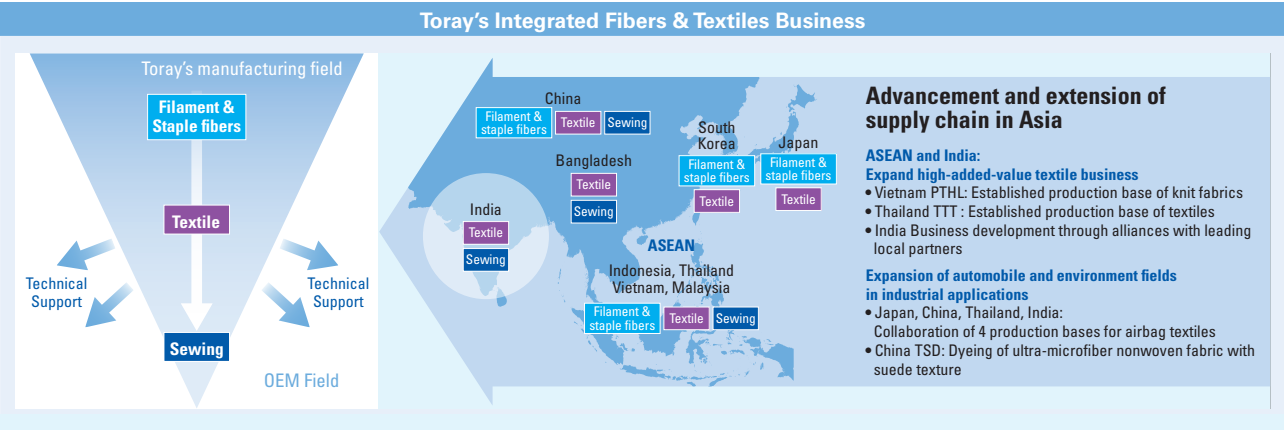 Toray's Integrated Fibers & Textiles Business
Toray's manufacturing field
Filament &
Staple fibers
Textile
Technical
Support
Technical
Support
Sewing
OEM Field
China
Filament &
staple fibers
Textile
Sewing
Bangladesh
Textile
Sewing
South
Korea
Filament &
staple fibers
Textile
Japan
Filament &
staple fibers
Textile
India
Textile
Sewing
ASEAN
Indonesia, Thailand
Vietnam, Malaysia
Filament &
staple fibers
Textile
Sewing
Advancement and extension of
supply chain in Asia
ASEAN and India:
Expand high-added-value textile business
• Vietnam PTHL: Established production base of knit fabrics
• Thailand TTT : Established production base of textiles
• India Business development through alliances with leading
local partners
Expansion of automobile and environment fields
in industrial applications
• Japan, China, Thailand, India:
Collaboration of 4 production bases for airbag textiles
• China TSD: Dyeing of ultra-microfiber nonwoven fabric with
suede texture